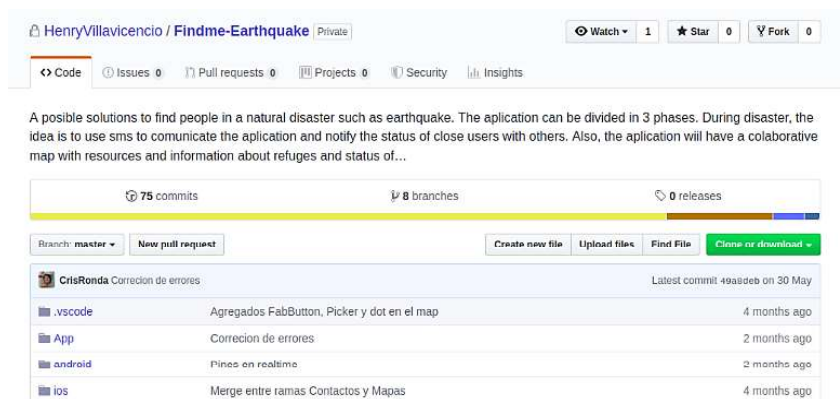 HenryVillavicencio / Findme-Earthquake Private
Watch 1 Star 0 Fork 0
Code Issues 0 Pull requests 0 Projects 0 Security Insights
A posible solutions to find people in a natural disaster such as earthquake. The aplication can be divided in 3 phases. During disaster, the
idea is to use sms to comunicate the aplication and notify the status of close users with others. Also, the aplication wiil have a colaborative
map with resources and information about refuges and status of…
75 commits 8 branches 0 releases
Branch: master New pull request Create new file Upload files Find File Clone or download
CrisRonda Correcion de errores Latest commit 49a8deb on 30 May
.vscode Agregados FabButton, Picker y dot en el map 4 months ago
App Correcion de errores 2 months ago
android Pines en realtime 2 months ago
ios Merge entre ramas Contactos y Mapas 4 months ago